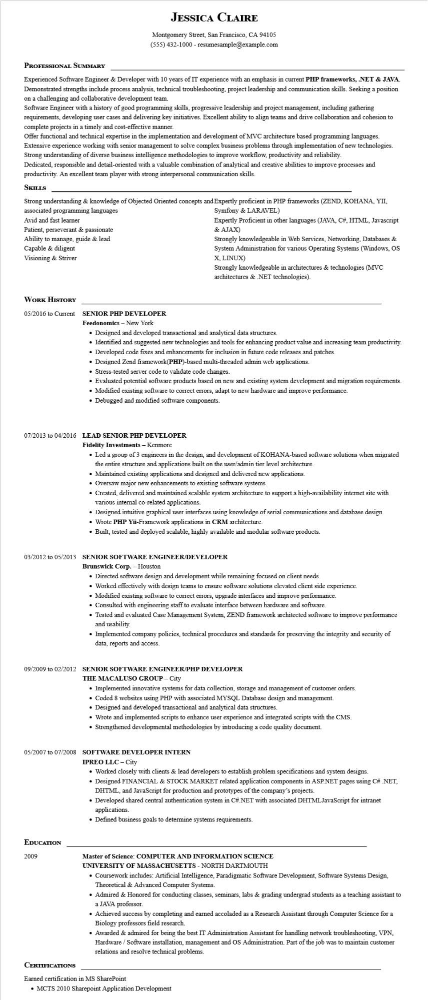 Jessica Claire
Montgomery Street, San Francisco, CA 94105
(555) 432-1000 - resumesample@example.com
Professional Summary
Experienced Software Engineer & Developer with 10 years of IT experience with an emphasis in current PHP frameworks, .NET & JAVA.
Demonstrated strengths include process analysis, technical troubleshooting, project leadership and communication skills. Seeking a position
on a challenging and collaborative development team.
Software Engineer with a history of good programming skills, progressive leadership and project management, including gathering
requirements, developing user cases and delivering key initiatives. Excellent ability to align teams and drive collaboration and cohesion to
complete projects in a timely and cost-effective manner.
Offer functional and technical expertise in the implementation and development of MVC architecture based programming languages.
Extensive experience working with senior management to solve complex business problems through implementation of new technologies.
Strong understanding of diverse business intelligence methodologies to improve workflow, productivity and reliability.
Dedicated, responsible and detail-oriented with a valuable combination of analytical and creative abilities to improve processes and
productivity. An excellent team player with strong interpersonal communication skills.
Skills
Strong understanding & knowledge of Objected Oriented concepts and
associated programming languages
Avid and fast learner
Patient, perseverant & passionate
Ability to manage, guide & lead
Capable & diligent
Visioning & Striver
Expertly proficient in PHP frameworks (ZEND, KOHANA, YII,
Symfony & LARAVEL)
Expertly Proficient in other languages (JAVA, C#, HTML, Javascript
& AJAX)
Strongly knowledgeable in Web Services, Networking, Databases &
System Administration for various Operating Systems (Windows, OS
X, LINUX)
Strongly knowledgeable in architectures & technologies (MVC
architectures & .NET technologies).
Work History
05/2016 to Current SENIOR PHP DEVELOPER
Feedonomics – New York
• Designed and developed transactional and analytical data structures.
• Identified and suggested new technologies and tools for enhancing product value and increasing team productivity.
• Developed code fixes and enhancements for inclusion in future code releases and patches.
• Designed Zend framework(PHP)-based multi-threaded admin web applications.
• Stress-tested server code to validate code changes.
• Evaluated potential software products based on new and existing system development and migration requirements.
• Modified existing software to correct errors, adapt to new hardware and improve performance.
• Debugged and modified software components.
07/2013 to 04/2016 LEAD SENIOR PHP DEVELOPER
Fidelity Investments – Kenmore
• Led a group of 3 engineers in the design, and development of KOHANA-based software solutions when migrated
the entire structure and applications built on the user/admin tier level architecture.
• Maintained existing applications and designed and delivered new applications.
• Oversaw major new enhancements to existing software systems.
• Created, delivered and maintained scalable system architecture to support a high-availability internet site with
various internal co-related applications.
• Designed intuitive graphical user interfaces using knowledge of serial communications and database design.
• Wrote PHP Yii-Framework applications in CRM architecture.
• Built, tested and deployed scalable, highly available and modular software products.
03/2012 to 05/2013 SENIOR SOFTWARE ENGINEER/DEVELOPER
Brunswick Corp. – Houston
• Directed software design and development while remaining focused on client needs.
• Worked effectively with design teams to ensure software solutions elevated client side experience.
• Modified existing software to correct errors, upgrade interfaces and improve performance.
• Consulted with engineering staff to evaluate interface between hardware and software.
• Tested and evaluated Case Management System, ZEND framework architected software to improve performance
and usability.
• Implemented company policies, technical procedures and standards for preserving the integrity and security of
data, reports and access.
09/2009 to 02/2012 SENIOR SOFTWARE ENGINEER/PHP DEVELOPER
THE MACALUSO GROUP – City
• Implemented innovative systems for data collection, storage and management of customer orders.
• Coded 8 websites using PHP with associated MYSQL Database design and management.
• Designed and developed transactional and analytical data structures.
• Wrote and implemented scripts to enhance user experience and integrated scripts with the CMS.
• Strengthened developmental methodologies by introducing a code quality document.
05/2007 to 07/2008 SOFTWARE DEVELOPER INTERN
IPREO LLC – City
• Worked closely with clients & lead developers to establish problem specifications and system designs.
• Designed FINANCIAL & STOCK MARKET related application components in ASP.NET pages using C# .NET,
DHTML, and JavaScript for production and prototypes of the company's projects.
• Developed shared central authentication system in C#.NET with associated DHTMLJavaScript for intranet
applications.
• Defined business goals to determine systems requirements.
Education
2009 Master of Science: COMPUTER AND INFORMATION SCIENCE
UNIVERSITY OF MASSACHUSETTS - NORTH DARTMOUTH
• Coursework includes: Artificial Intelligence, Paradigmatic Software Development, Software Systems Design,
Theoretical & Advanced Computer Systems.
• Admired & Honored for conducting classes, seminars, labs & grading undergrad students as a teaching assistant to
a JAVA professor.
• Achieved success by completing and earned accoladed as a Research Assistant through Computer Science for a
Biology professors field research.
• Awarded & admired for being the best IT Administration Assistant for handling network troubleshooting, VPN,
Hardware / Software installation, management and OS Administration. Part of the job was to maintain customer
relations and resolve technical problems.
Certifications
Earned certification in MS SharePoint
• MCTS 2010 Sharepoint Application Development